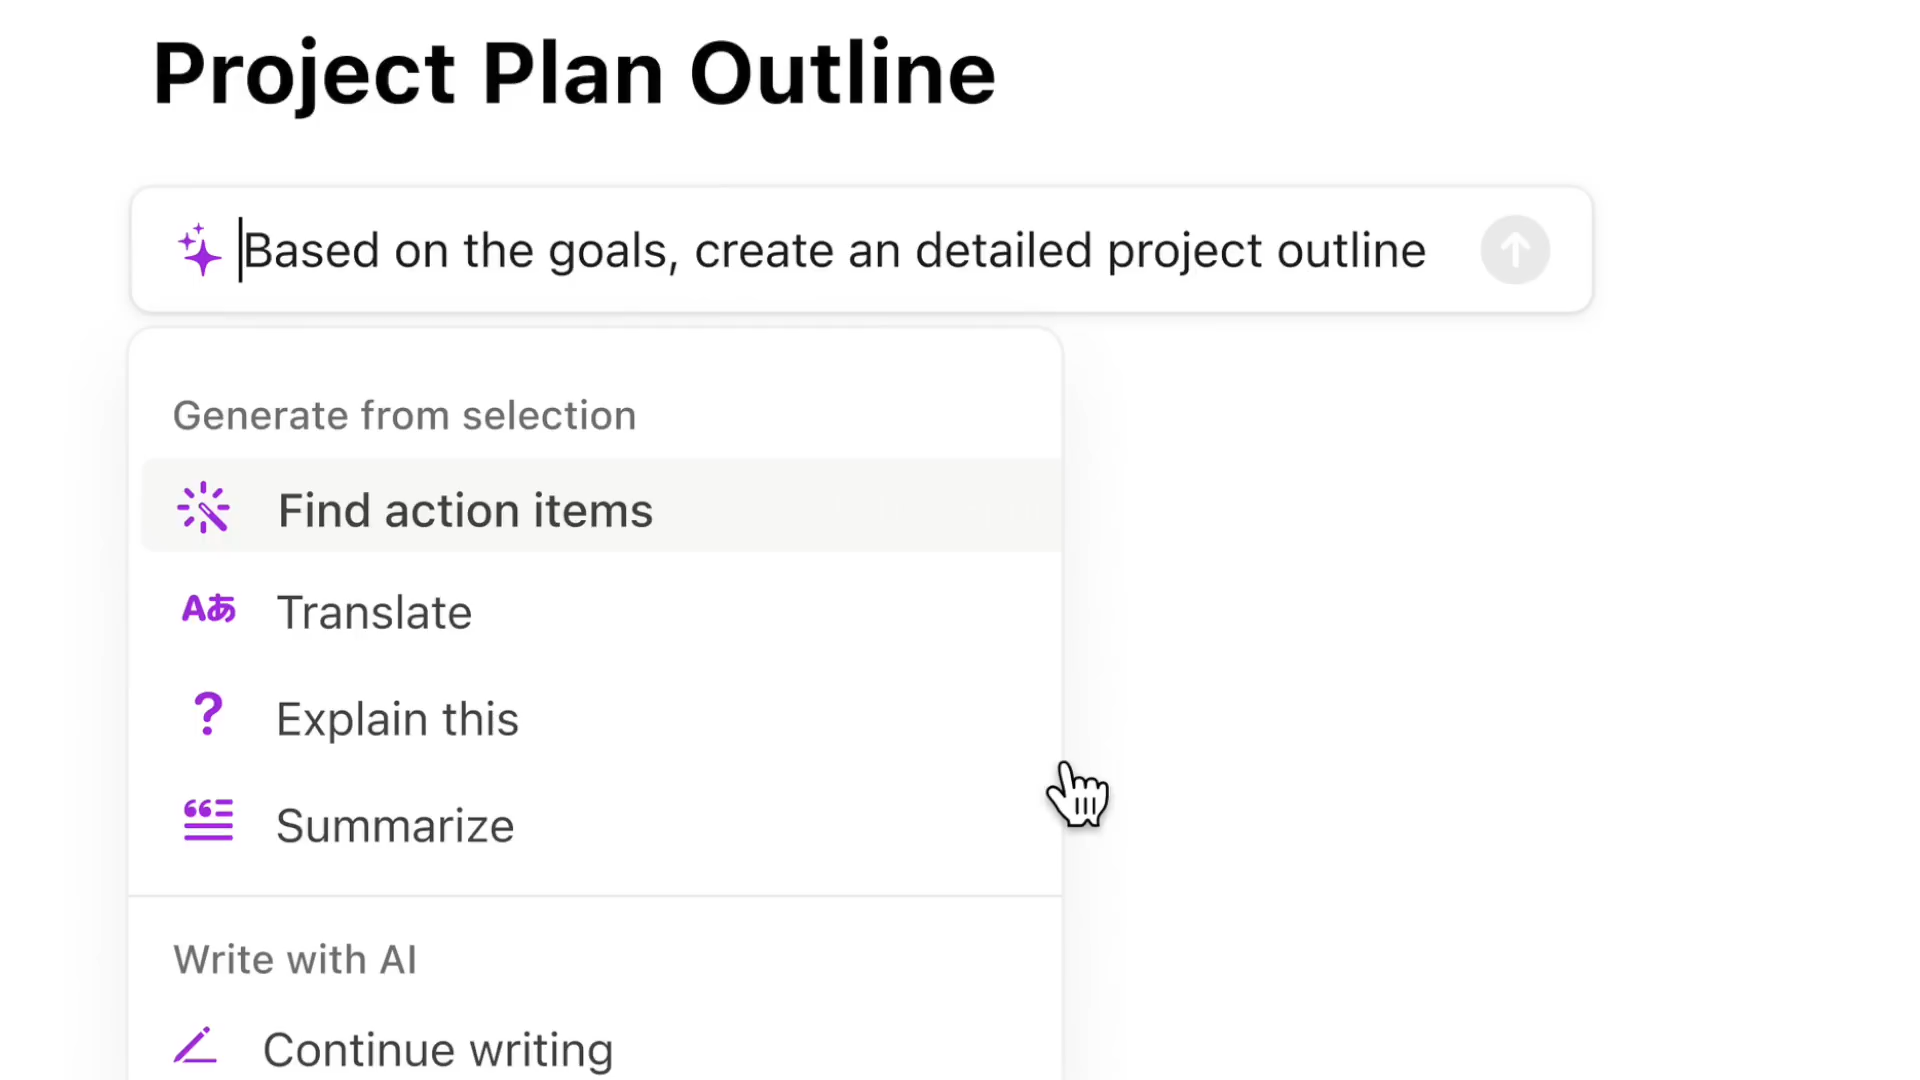 Project Plan Outline
Based on the goals, create an detailed project outline
Generate from selection
Find action items
Aあ Translate
? Explain this
Summarize
Write with AI
Continue writing